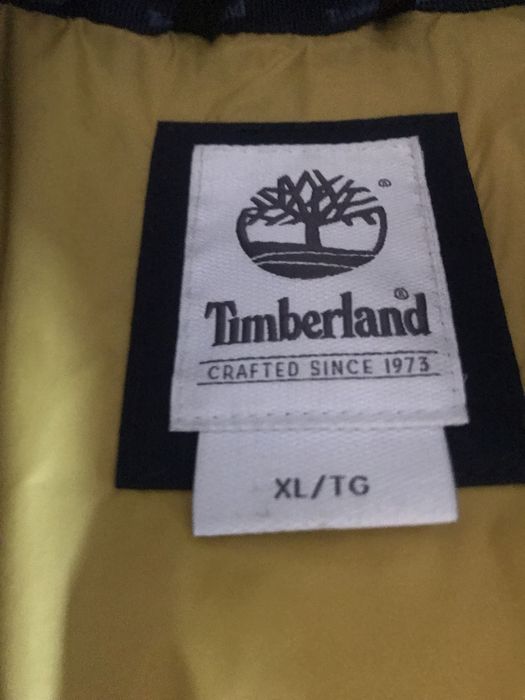 ®
Timberland®
CRAFTED SINCE 1973
XL/TG